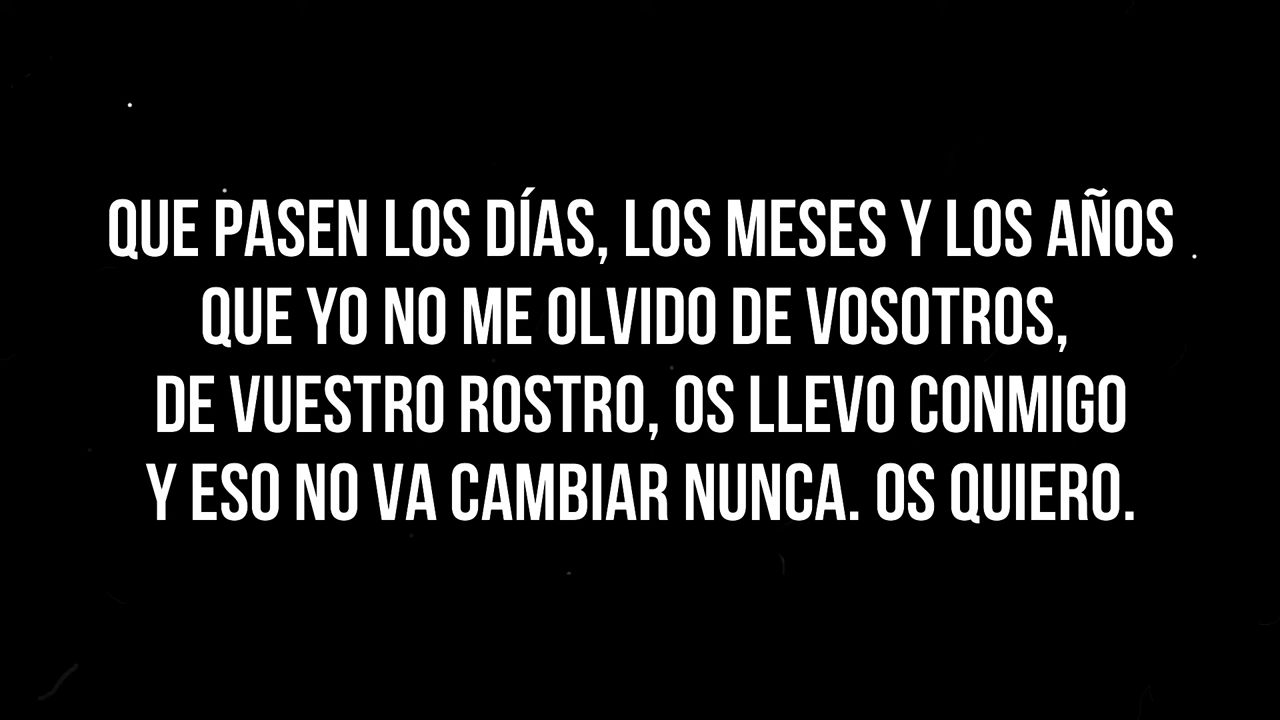 QUE PASEN LOS DÍAS, LOS MESES Y LOS AÑOS
QUE YO NO ME OLVIDO DE VOSOTROS,
DE VUESTRO ROSTRO, OS LLEVO CONMIGO
Y ESO NO VA CAMBIAR NUNCA. OS QUIERO.